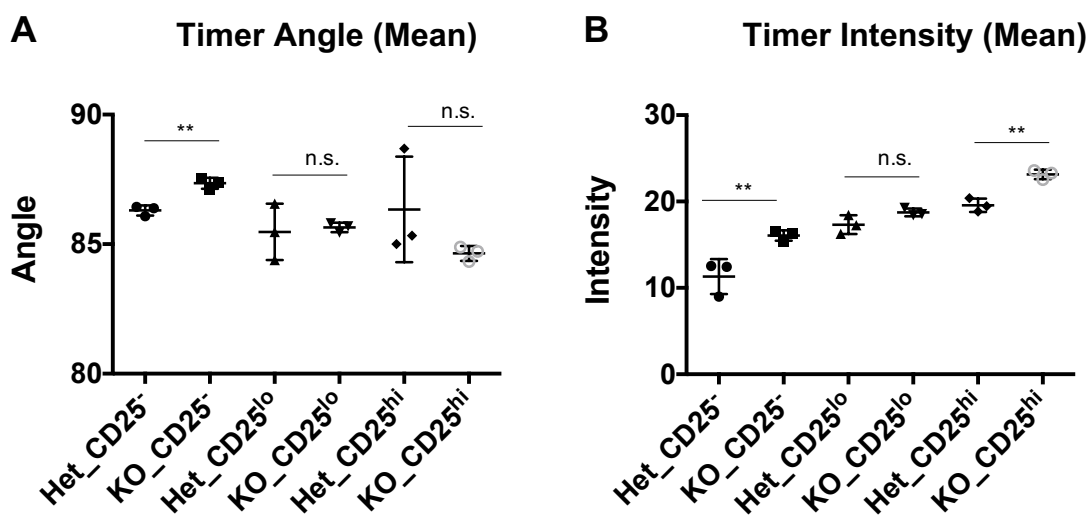 A
Timer Angle (Mean)
Angle
90
85
80
**
n.s.
n.s.
Het_CD25⁻
KO_CD25⁻
Het_CD25ˡᵒ
KO_CD25ˡᵒ
Het_CD25ʰⁱ
KO_CD25ʰⁱ
B
Timer Intensity (Mean)
Intensity
30
20
10
0
**
n.s.
**
Het_CD25⁻
KO_CD25⁻
Het_CD25ˡᵒ
KO_CD25ˡᵒ
Het_CD25ʰⁱ
KO_CD25ʰⁱ